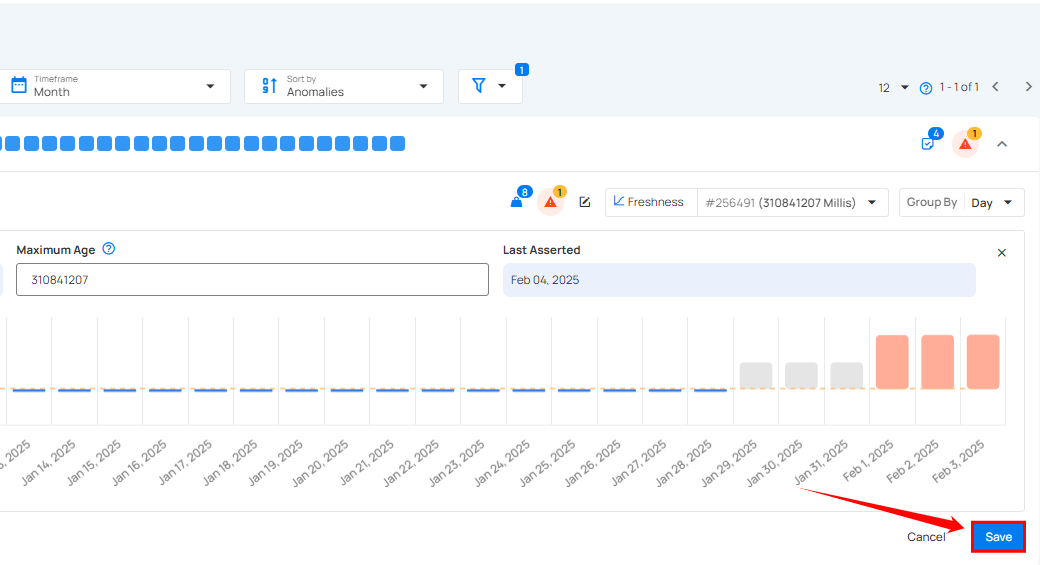 Timeframe
Month
Sort by
Anomalies
1
12
1 - 1 of 1
4
1
8
1
Freshness
#256491 (310841207 Millis)
Group By
Day
Maximum Age
Last Asserted
310841207
Feb 04, 2025
Jan 14, 2025
Jan 15, 2025
Jan 16, 2025
Jan 17, 2025
Jan 18, 2025
Jan 19, 2025
Jan 20, 2025
Jan 21, 2025
Jan 22, 2025
Jan 23, 2025
Jan 24, 2025
Jan 25, 2025
Jan 26, 2025
Jan 27, 2025
Jan 28, 2025
Jan 29, 2025
Jan 30, 2025
Jan 31, 2025
Feb 1, 2025
Feb 2, 2025
Feb 3, 2025
Cancel
Save